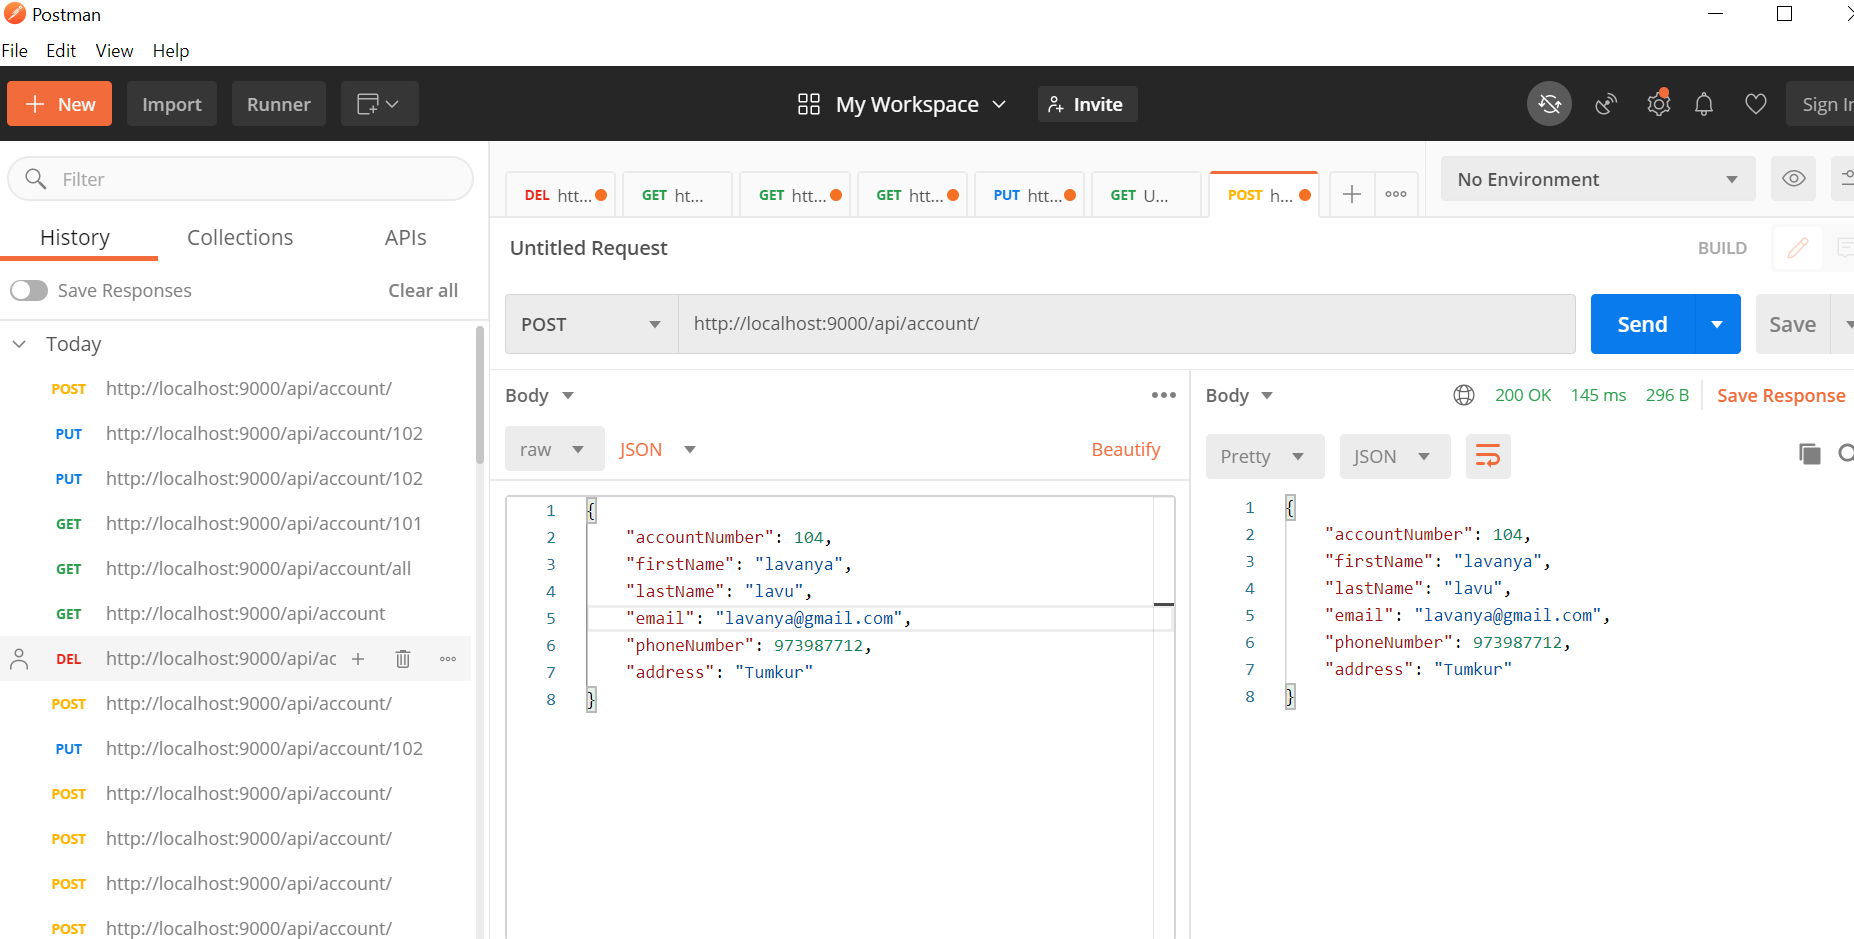 Postman
File Edit View Help
+ New Import Runner My Workspace Invite Sign In
Filter
History Collections APIs
Save Responses Clear all
Today
POST http://localhost:9000/api/account/
PUT http://localhost:9000/api/account/102
PUT http://localhost:9000/api/account/102
GET http://localhost:9000/api/account/101
GET http://localhost:9000/api/account/all
GET http://localhost:9000/api/account
DEL http://localhost:9000/api/ac
POST http://localhost:9000/api/account/
PUT http://localhost:9000/api/account/102
POST http://localhost:9000/api/account/
POST http://localhost:9000/api/account/
POST http://localhost:9000/api/account/
POST http://localhost:9000/api/account/
DEL htt... GET ht... GET htt... GET htt... PUT htt... GET U... POST h... No Environment
Untitled Request BUILD
POST http://localhost:9000/api/account/ Send Save
Body
raw JSON Beautify
1 {
2 "accountNumber": 104,
3 "firstName": "lavanya",
4 "lastName": "lavu",
5 "email": "lavanya@gmail.com",
6 "phoneNumber": 973987712,
7 "address": "Tumkur"
8 }
Body 200 OK 145 ms 296 B Save Response
Pretty JSON
1 {
2 "accountNumber": 104,
3 "firstName": "lavanya",
4 "lastName": "lavu",
5 "email": "lavanya@gmail.com",
6 "phoneNumber": 973987712,
7 "address": "Tumkur"
8 }